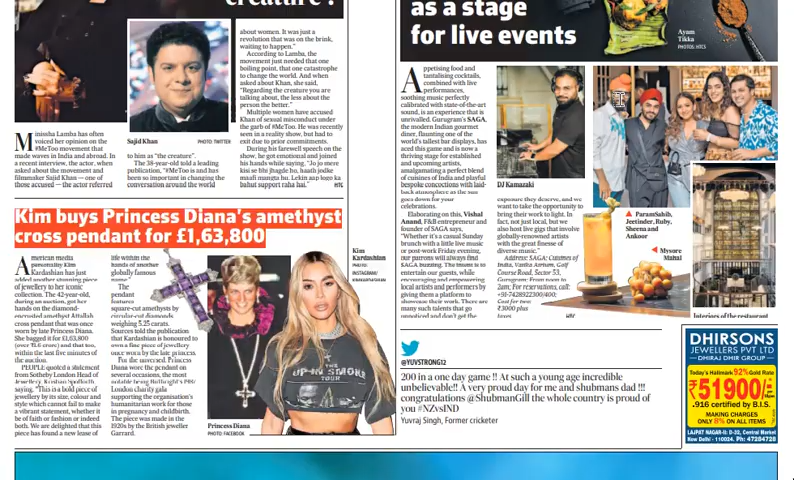 creature'?
about women. It was just a
revolution that was on the brink,
waiting to happen."
According to Lamba, the
movement just needed that one
boiling point, that one catastrophe
to change the world. And when
asked about Khan, she said,
"Regarding the creature you are
talking about, the less about the
person the better."
Multiple women have accused
Khan of sexual misconduct under
the garb of #MeToo. He was recently
seen in a reality show, but had to
exit due to prior commitments.
During his farewell speech on the
show, he got emotional and joined
his hands while saying, "Jo jo mere
kisi se bhi jhagde hu, haath jodke
maafi mangta hu. Lekin aap logo ka
bahut support raha hai."
HTC
Sajid Khan
PHOTO: TWITTER
Minissha Lamba has often
voiced her opinion on the
#MeToo movement that
made waves in India and abroad. In
a recent interview, the actor, when
asked about the movement and
filmmaker Sajid Khan — one of
those accused — the actor referred
to him as "the creature".
The 38-year-old told a leading
publication, "#MeToo is and has
been so important in changing the
conversation around the world
Kim buys Princess Diana's amethyst
cross pendant for £1,63,800
American media
personality Kim
Kardashian has just
added another stunning piece
of jewellery to her iconic
collection. The 42-year-old,
during an auction, got her
hands on the diamond-
encrusted amethyst Attallah
cross pendant that was once
worn by late Princess Diana.
She bagged it for £1,63,800
(over ₹1.6 crore) and that too,
within the last five minutes of
the auction.
PEOPLE quoted a statement
from Sotheby London Head of
Jewellery, Kristian Spofforth,
saying, "This is a bold piece of
jewellery by its size, colour and
style which cannot fail to make
a vibrant statement, whether it
be of faith or fashion or indeed
both. We are delighted that this
piece has found a new lease of
life within the
hands of another
globally famous
name."
The
pendant
features
square-cut amethysts by
circular-cut diamonds
weighing 5.25 carats.
Sources told the publication
that Kardashian is honoured to
own a fine piece of jewellery
once worn by the late princess.
For the unversed, Princess
Diana wore the pendant on
several occasions, the most
notable being Birthright's 1987
London charity gala
supporting the organisation's
humanitarian work for those
in pregnancy and childbirth.
The piece was made in the
1920s by the British jeweller
Garrard.
Kim
Kardashian
PHOTO:
INSTAGRAM/
KIMKARDASHIAN
THE
UP IN SMOKE
TOUR
Princess Diana
PHOTO: FACEBOOK
as a stage
for live events
Ayam
Tikka
PHOTOS: HTCS
Appetising food and
tantalising cocktails,
combined with live
performances,
soothing music perfectly
calibrated with state-of-the-art
sound, is an experience that is
unrivalled. Gurugram's SAGA,
the modern Indian gourmet
diner, flaunting one of the
world's tallest bar displays, has
aced this game and is now a
thriving stage for established
and upcoming artists,
amalgamating a perfect blend
of cuisines of India and playful
bespoke concoctions with laid-
back atmosphere as the sun
goes down for your
celebrations.
Elaborating on this, Vishal
Anand, F&B entrepreneur and
founder of SAGA says,
"Whether it's a casual Sunday
brunch with a little live music
or post-work Friday evening,
our patrons will always find
SAGA buzzing. The intent is to
entertain our guests, while
encouraging and empowering
local artists and performers by
giving them a platform to
showcase their work. There are
many such talents that go
unnoticed and don't get the
DJ Kamazaki
exposure they deserve, and we
want to take the opportunity to
bring their work to light. In
fact, not just local, but we
also host live gigs that involve
globally-renowned artists
with the great finesse of
diverse music."
Address: SAGA: Cuisines of
India, Vanika Aariam, Golf
Course Road, Sector 53,
Gurugram: From noon to
2am; For reservations, call:
+91-7428922300/400;
Cost for two
₹3000 plus
taxes
ParamSahib,
Jeetinder, Ruby,
Sheena and
Ankoor
Mysore
Mahal
Interiors of the restaurant
@YUVSTRONG12
200 in a one day game !! At such a young age incredible
unbelievable!! A very proud day for me and shubmans dad !!!
congratulations @ShubmanGill the whole country is proud of
you #NZvsIND
Yuvraj Singh, Former cricketer
DHIRSONS
JEWELLERS PVT LTD
Today's Hallmark 92% Gold Rate
₹51900/-
.916 certified by B.I.S.
MAKING CHARGES
ONLY 8% ON ALL ITEMS
LAJPAT NAGAR-II: D-32, Central Market
New Delhi - 110024. Ph: 47284728